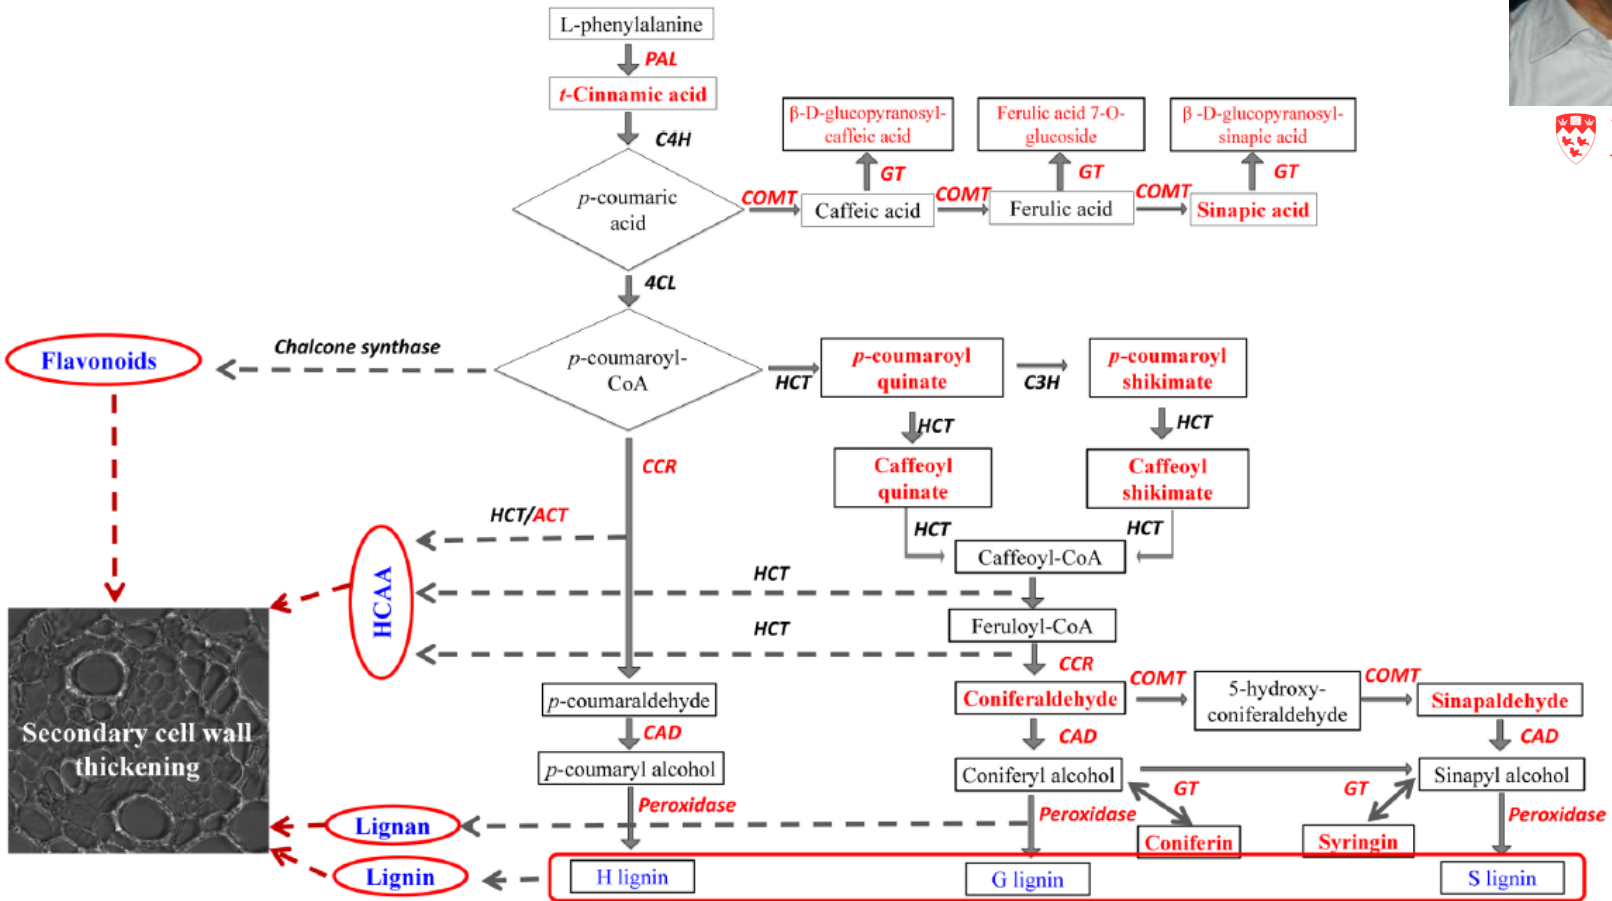 L-phenylalanine
PAL
t-Cinnamic acid
C4H
β-D-glucopyranosyl-
caffeic acid
Ferulic acid 7-O-
glucoside
β -D-glucopyranosyl-
sinapic acid
GT
GT
GT
p-coumaric
acid
COMT
Caffeic acid
COMT
Ferulic acid
COMT
Sinapic acid
4CL
Flavonoids
Chalcone synthase
p-coumaroyl-
CoA
HCT
p-coumaroyl
quinate
C3H
p-coumaroyl
shikimate
HCT
HCT
CCR
Caffeoyl
quinate
Caffeoyl
shikimate
HCT/ACT
HCT
HCT
Caffeoyl-CoA
HCAA
HCT
Feruloyl-CoA
HCT
CCR
p-coumaraldehyde
Coniferaldehyde
COMT
5-hydroxy-
coniferaldehyde
COMT
Sinapaldehyde
Secondary cell wall
thickening
CAD
CAD
CAD
p-coumaryl alcohol
Coniferyl alcohol
Sinapyl alcohol
GT
GT
Peroxidase
Peroxidase
Peroxidase
Lignan
Coniferin
Syringin
Lignin
H lignin
G lignin
S lignin